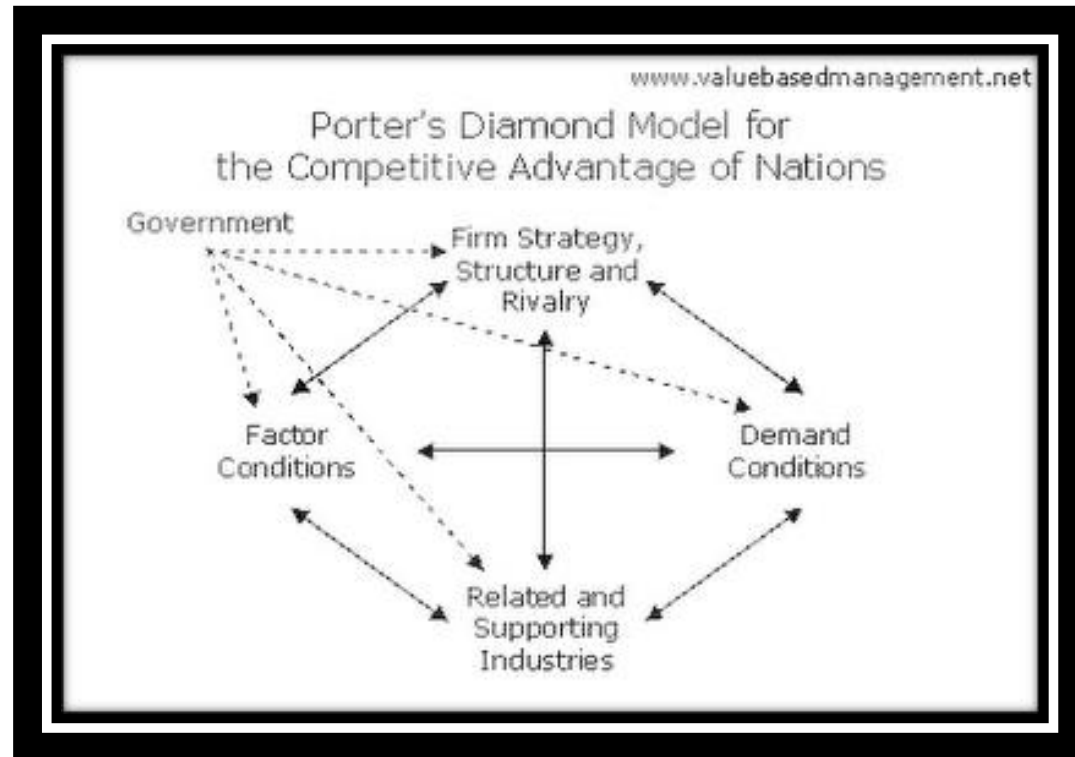 www.valuebasedmanagement.net
Porter's Diamond Model for
the Competitive Advantage of Nations
Government
Firm Strategy,
Structure and
Rivalry
Factor
Conditions
Demand
Conditions
Related and
Supporting
Industries